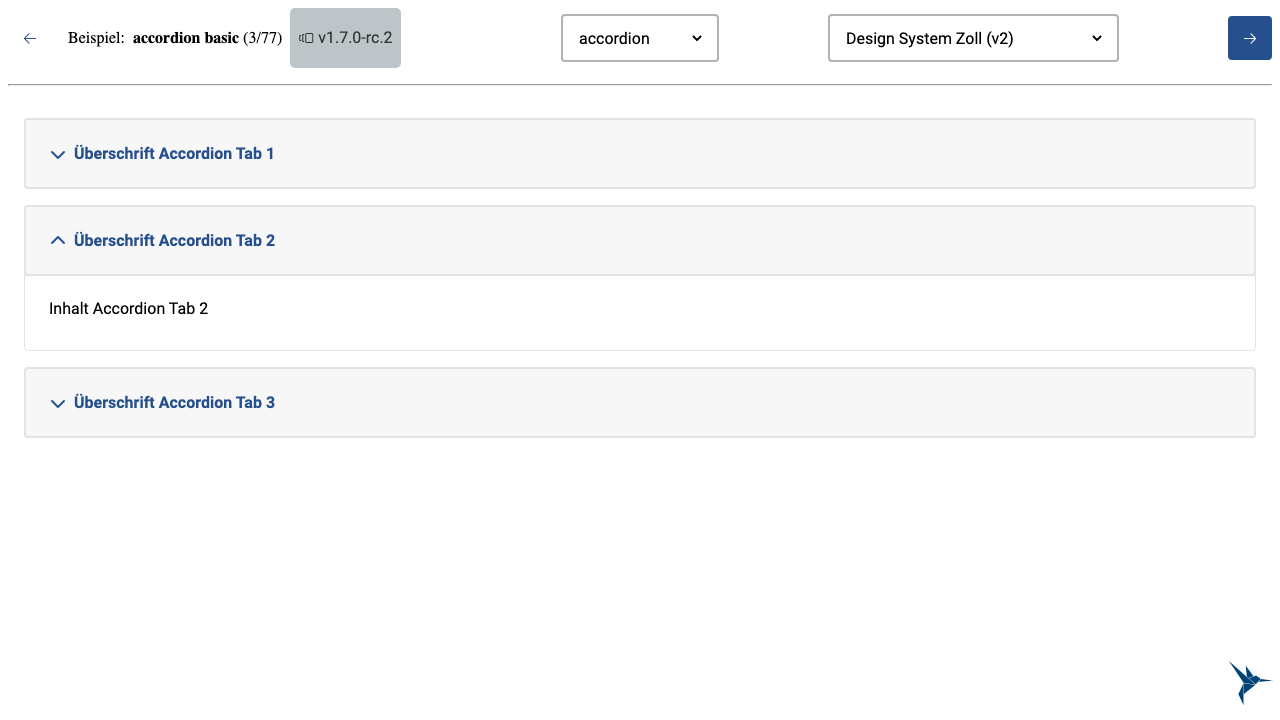 Beispiel: accordion basic (3/77) v1.7.0-rc.2 accordion Design System Zoll (v2)
Überschrift Accordion Tab 1
Überschrift Accordion Tab 2
Inhalt Accordion Tab 2
Überschrift Accordion Tab 3